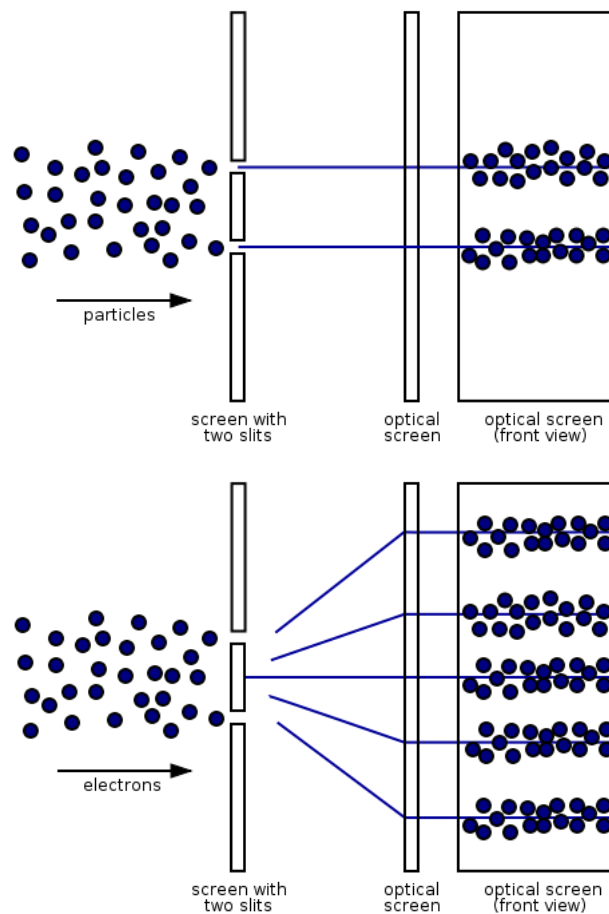 particles
screen with
two slits
optical
screen
optical screen
(front view)
electrons
screen with
two slits
optical
screen
optical screen
(front view)